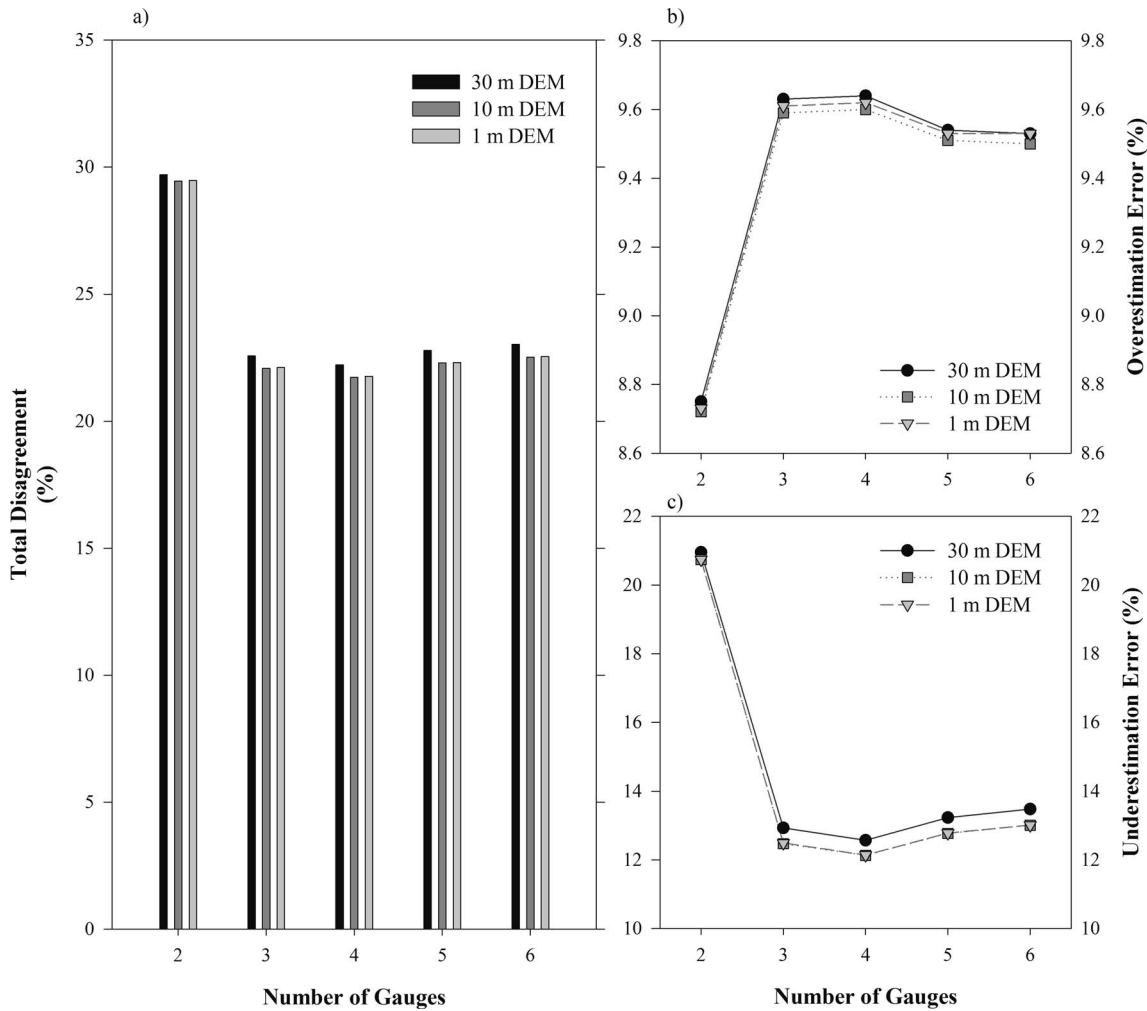 a)
35
30
25
20
15
10
5
0
Total Disagreement
(%)
30 m DEM
10 m DEM
1 m DEM
2 3 4 5 6
Number of Gauges
b)
9.8 9.8
9.6 9.6
9.4 9.4
9.2 9.2
9.0 9.0
8.8 8.8
8.6 8.6
Overestimation Error (%)
30 m DEM
10 m DEM
1 m DEM
2 3 4 5 6
c)
22 22
20 20
18 18
16 16
14 14
12 12
10 10
Underestimation Error (%)
30 m DEM
10 m DEM
1 m DEM
2 3 4 5 6
Number of Gauges